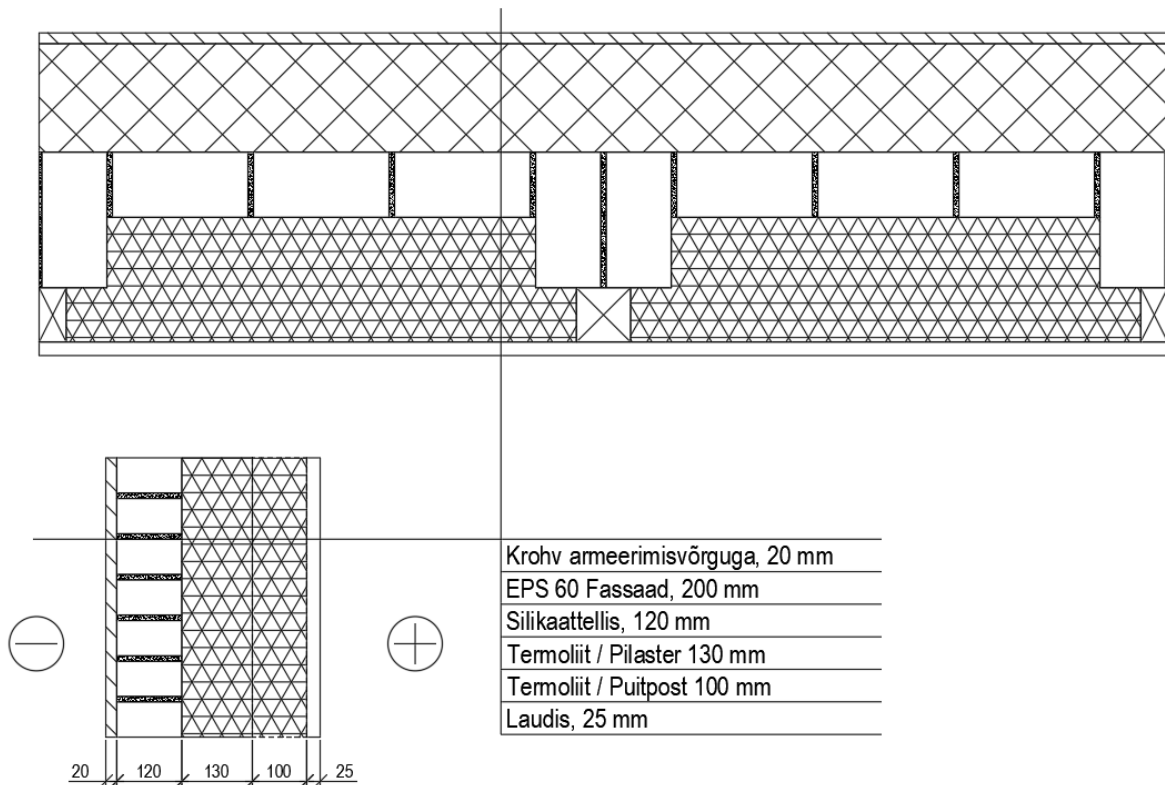 Krohv armeerimisvõrguga, 20 mm
EPS 60 Fassaad, 200 mm
Silikaattellis, 120 mm
Termoliit / Pilaster 130 mm
Termoliit / Puitpost 100 mm
Laudis, 25 mm
20 120 130 100 25